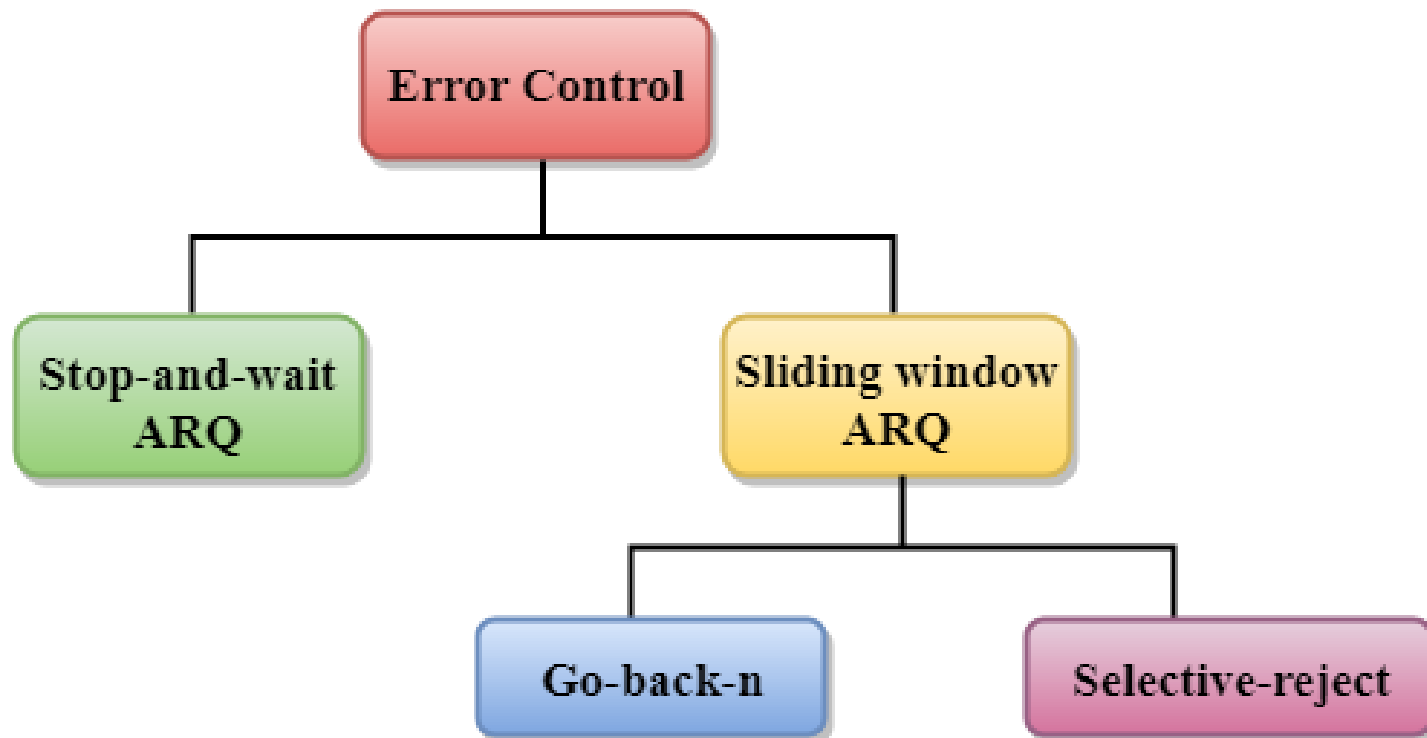 Error Control
Stop-and-wait
ARQ
Sliding window
ARQ
Go-back-n
Selective-reject